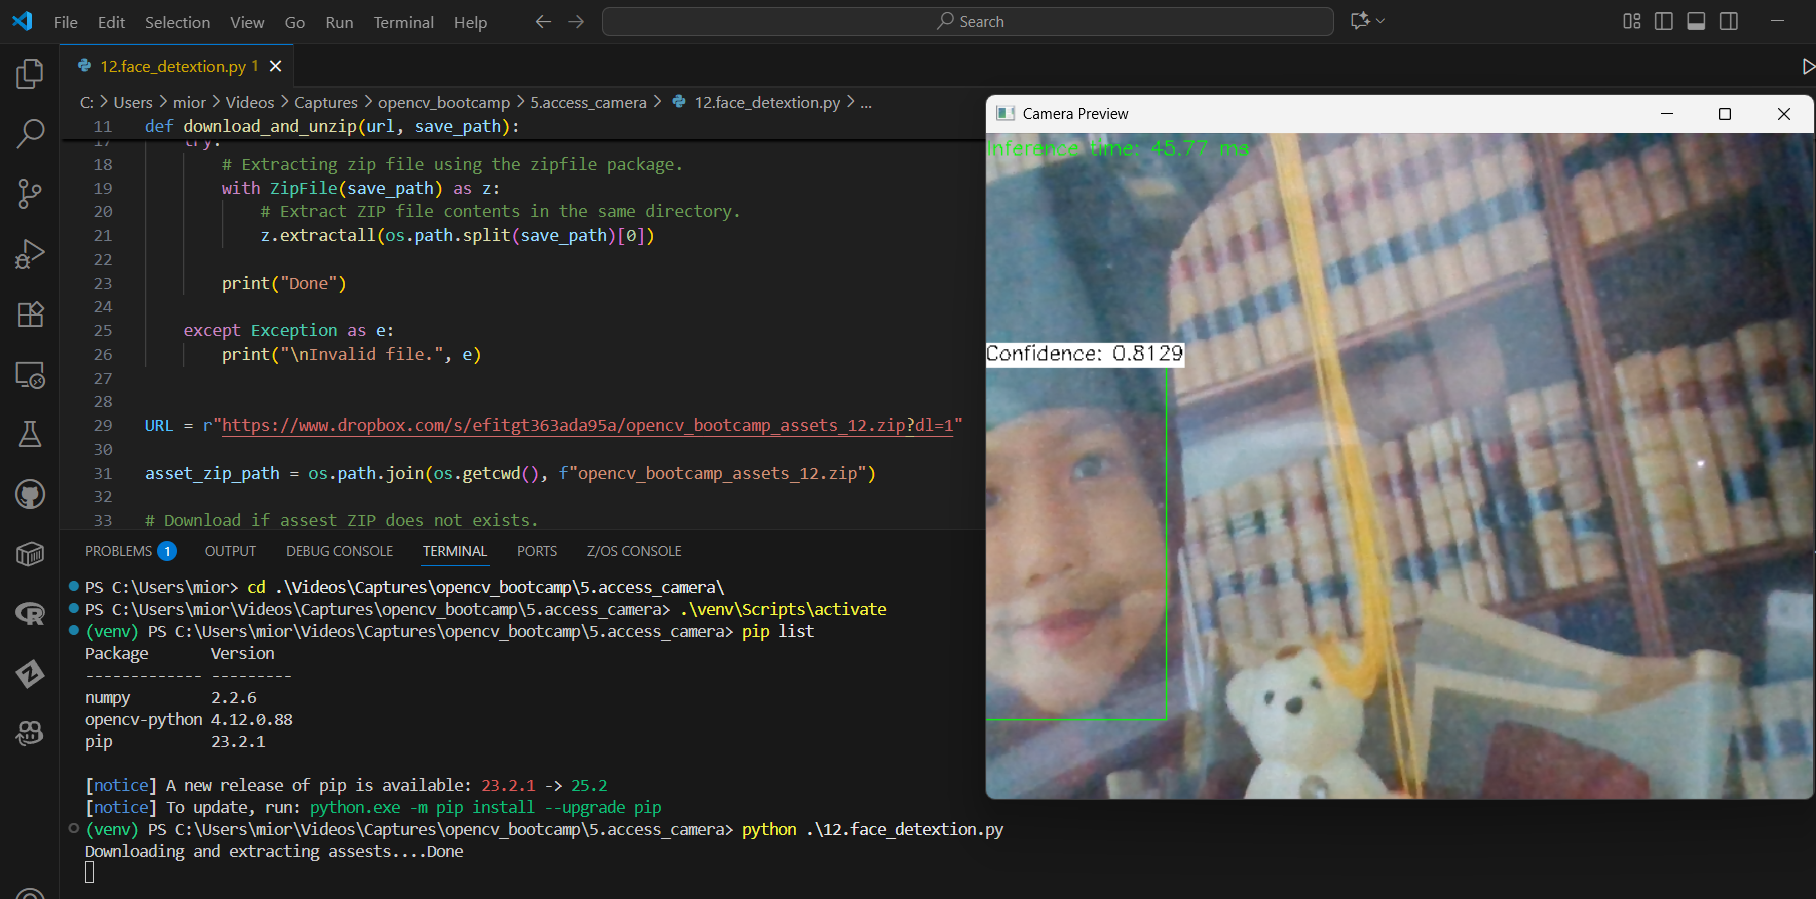 File Edit Selection View Go Run Terminal Help
Search
12.face_detextion.py 1
C: > Users > mior > Videos > Captures > opencv_bootcamp > 5.access_camera > 12.face_detextion.py > ...
11 def download_and_unzip(url, save_path):
17 try:
18 # Extracting zip file using the zipfile package.
19 with ZipFile(save_path) as z:
20 # Extract ZIP file contents in the same directory.
21 z.extractall(os.path.split(save_path)[0])
22
23 print("Done")
24
25 except Exception as e:
26 print("\nInvalid file.", e)
27
28
29 URL = r"https://www.dropbox.com/s/efitgt363ada95a/opencv_bootcamp_assets_12.zip?dl=1"
30
31 asset_zip_path = os.path.join(os.getcwd(), f"opencv_bootcamp_assets_12.zip")
32
33 # Download if assest ZIP does not exists.
PROBLEMS 1 OUTPUT DEBUG CONSOLE TERMINAL PORTS Z/OS CONSOLE
PS C:\Users\mior> cd .\Videos\Captures\opencv_bootcamp\5.access_camera\
PS C:\Users\mior\Videos\Captures\opencv_bootcamp\5.access_camera> .\venv\Scripts\activate
(venv) PS C:\Users\mior\Videos\Captures\opencv_bootcamp\5.access_camera> pip list
Package Version
------------- ---------
numpy 2.2.6
opencv-python 4.12.0.88
pip 23.2.1
[notice] A new release of pip is available: 23.2.1 -> 25.2
[notice] To update, run: python.exe -m pip install --upgrade pip
(venv) PS C:\Users\mior\Videos\Captures\opencv_bootcamp\5.access_camera> python .\12.face_detextion.py
Downloading and extracting assests....Done
Camera Preview
Inference time: 45.77 ms
Confidence: 0.8129